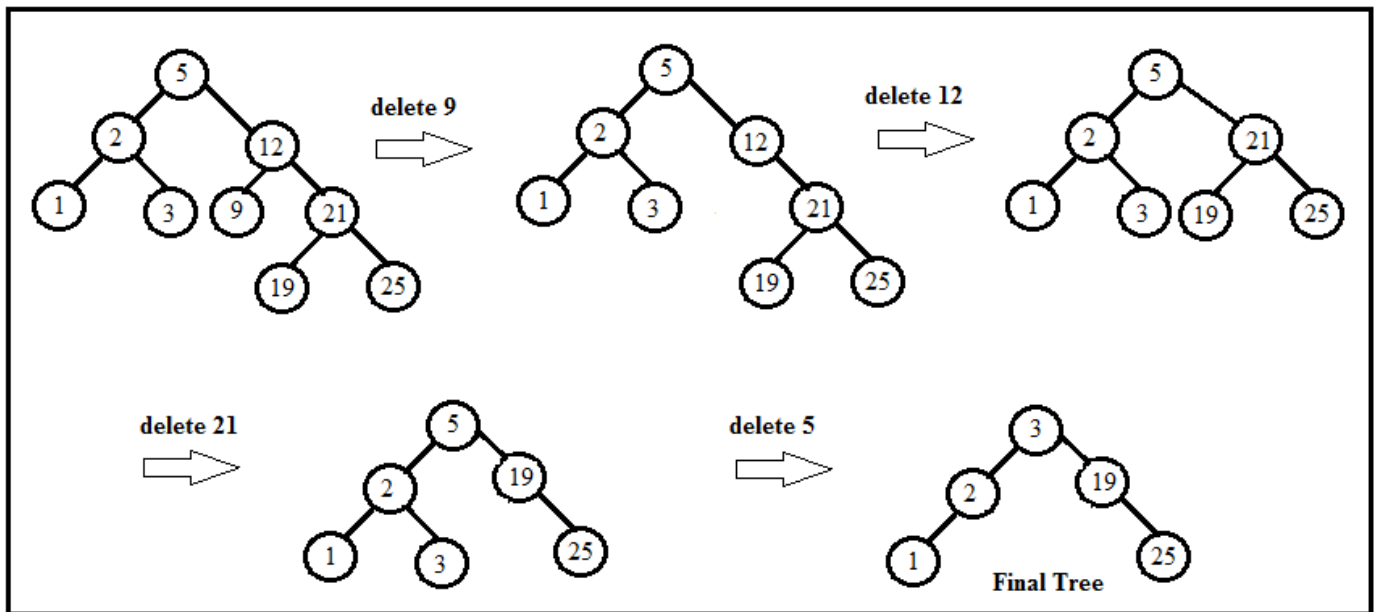 5 5 5
delete 9 delete 12
2 12 2 12 2 21
1 3 9 21 1 3 21 1 3 19 25
19 25 19 25
delete 21 5 delete 5 3
2 19 2 19
1 3 25 1 25
Final Tree